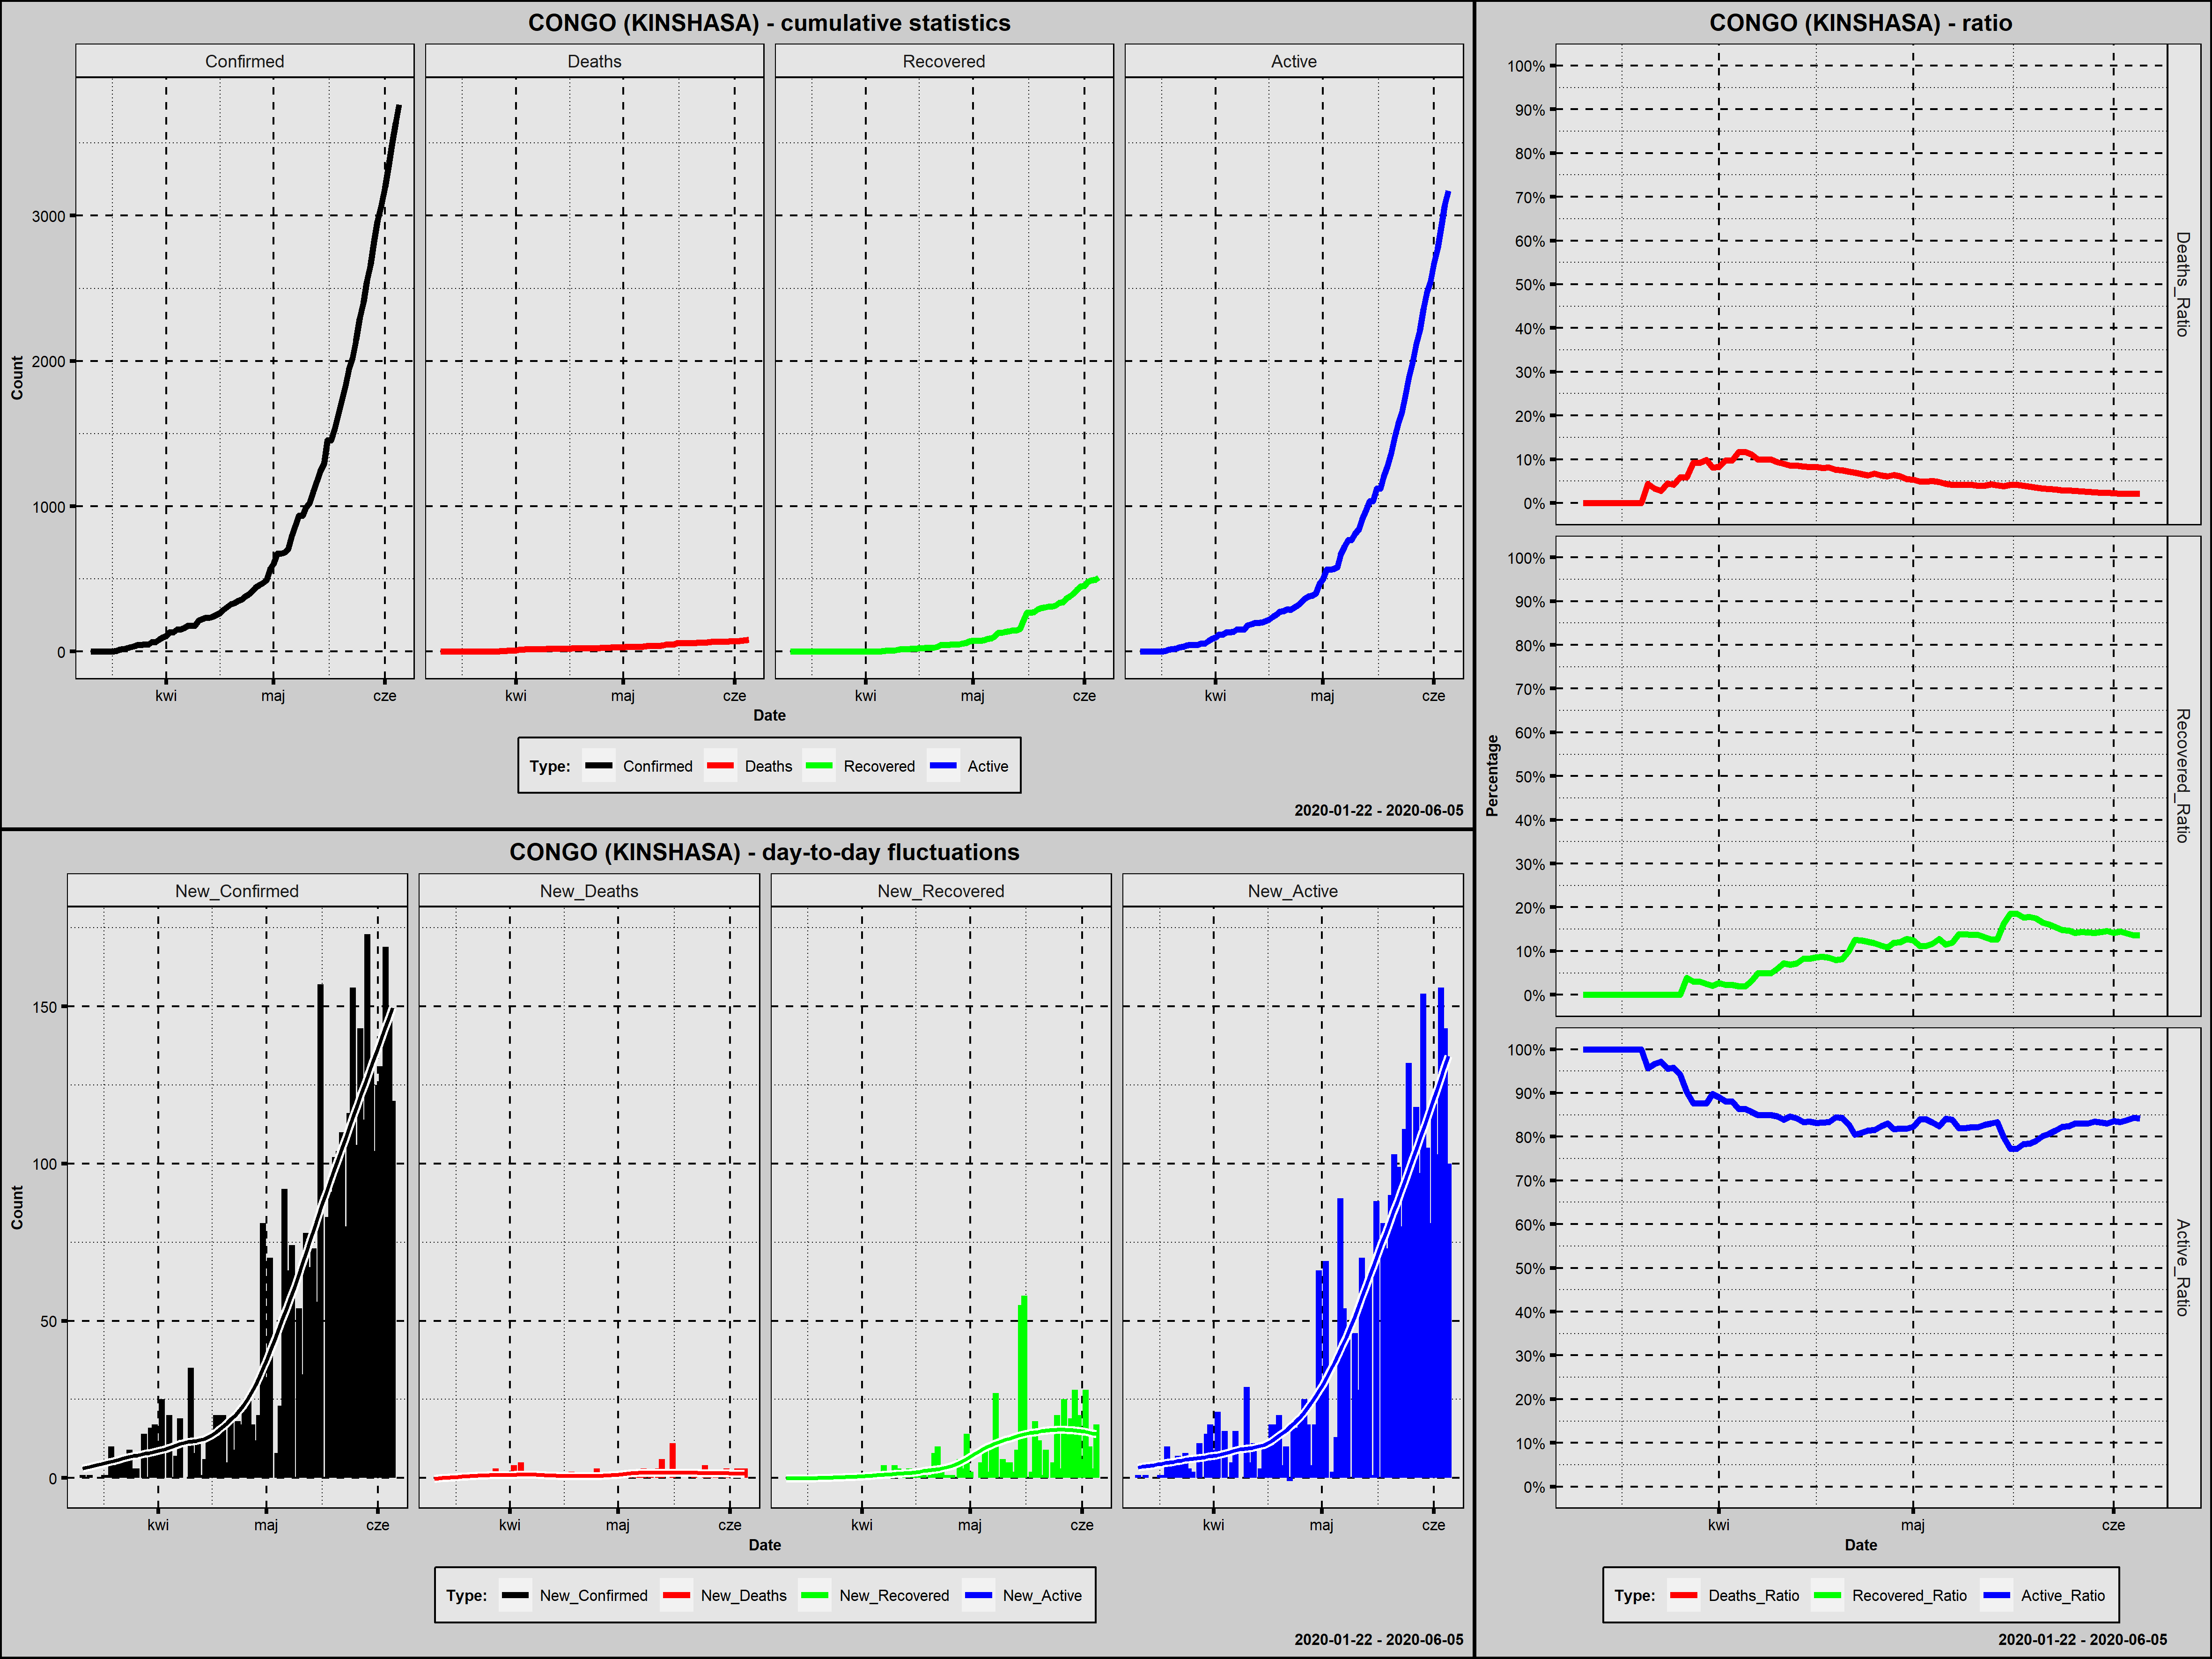 CONGO (KINSHASA) - cumulative statistics
Confirmed Deaths Recovered Active
Count
3000
2000
1000
0
kwi maj cze kwi maj cze kwi maj cze kwi maj cze
Date
Type: Confirmed Deaths Recovered Active
2020-01-22 - 2020-06-05
CONGO (KINSHASA) - day-to-day fluctuations
New_Confirmed New_Deaths New_Recovered New_Active
Count
150
100
50
0
kwi maj cze kwi maj cze kwi maj cze kwi maj cze
Date
Type: New_Confirmed New_Deaths New_Recovered New_Active
2020-01-22 - 2020-06-05
CONGO (KINSHASA) - ratio
Percentage
100%
90%
80%
70%
60%
50%
40%
30%
20%
10%
0%
Deaths_Ratio
100%
90%
80%
70%
60%
50%
40%
30%
20%
10%
0%
Recovered_Ratio
100%
90%
80%
70%
60%
50%
40%
30%
20%
10%
0%
Active_Ratio
kwi maj cze
Date
Type: Deaths_Ratio Recovered_Ratio Active_Ratio
2020-01-22 - 2020-06-05